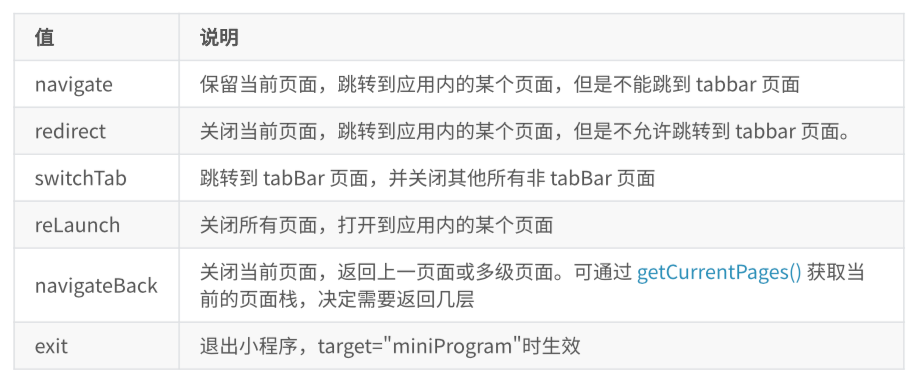 值 说明
navigate 保留当前页面，跳转到应用内的某个页面，但是不能跳到 tabbar 页面
redirect 关闭当前页面，跳转到应用内的某个页面，但是不允许跳转到 tabbar 页面。
switchTab 跳转到 tabBar 页面，并关闭其他所有非 tabBar 页面
reLaunch 关闭所有页面，打开到应用内的某个页面
navigateBack 关闭当前页面，返回上一页面或多级页面。可通过 getCurrentPages() 获取当
前的页面栈，决定需要返回几层
exit 退出小程序，target="miniProgram"时生效